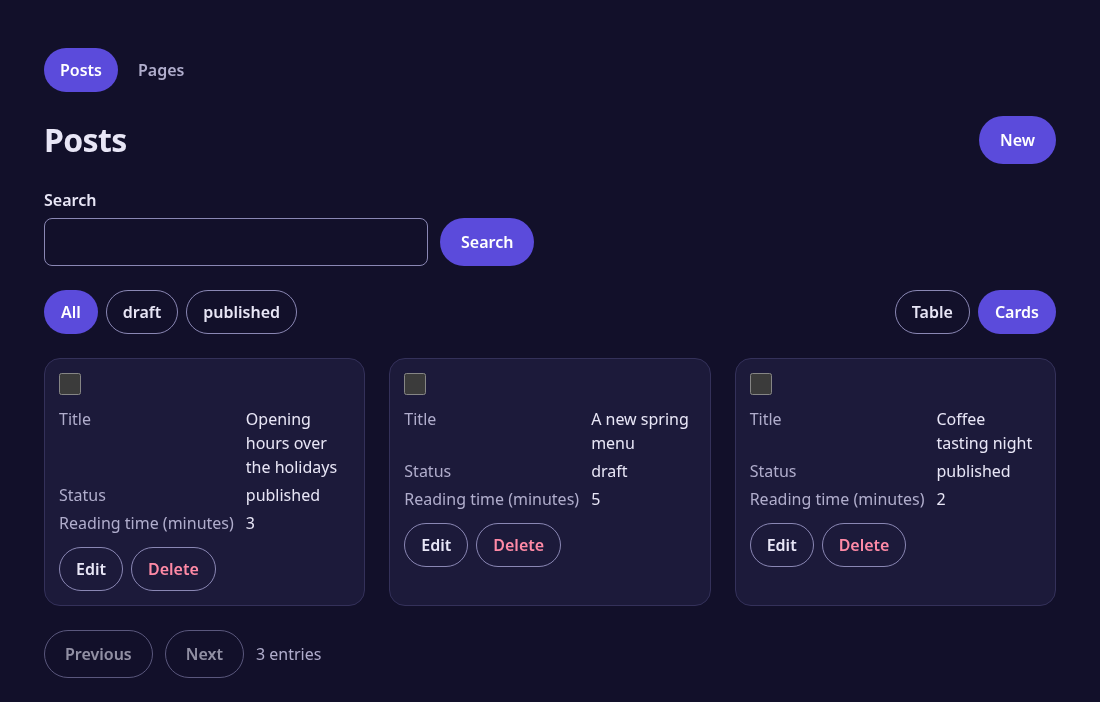 Posts Pages
Posts New
Search
Search
All draft published Table Cards
Title Opening
hours over
the holidays
Status published
Reading time (minutes) 3
Edit Delete
Title A new spring
menu
Status draft
Reading time (minutes) 5
Edit Delete
Title Coffee
tasting night
Status published
Reading time (minutes) 2
Edit Delete
Previous Next 3 entries